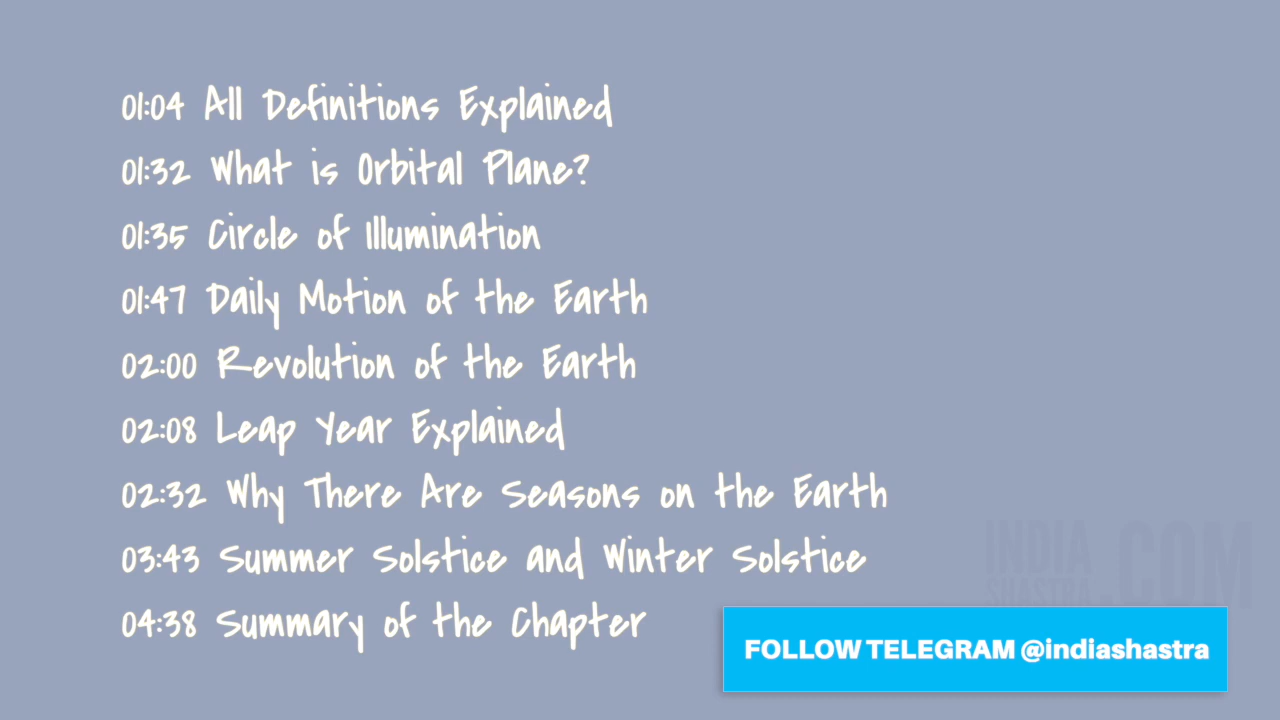 01:04 All Definitions Explained
01:32 What is Orbital Plane?
01:35 Circle of Illumination
01:47 Daily Motion of the Earth
02:00 Revolution of the Earth
02:08 Leap Year Explained
02:32 Why There Are Seasons on the Earth
03:43 Summer Solstice and Winter Solstice
04:38 Summary of the Chapter
INDIA
SHASTRA.COM
FOLLOW TELEGRAM @indiashastra